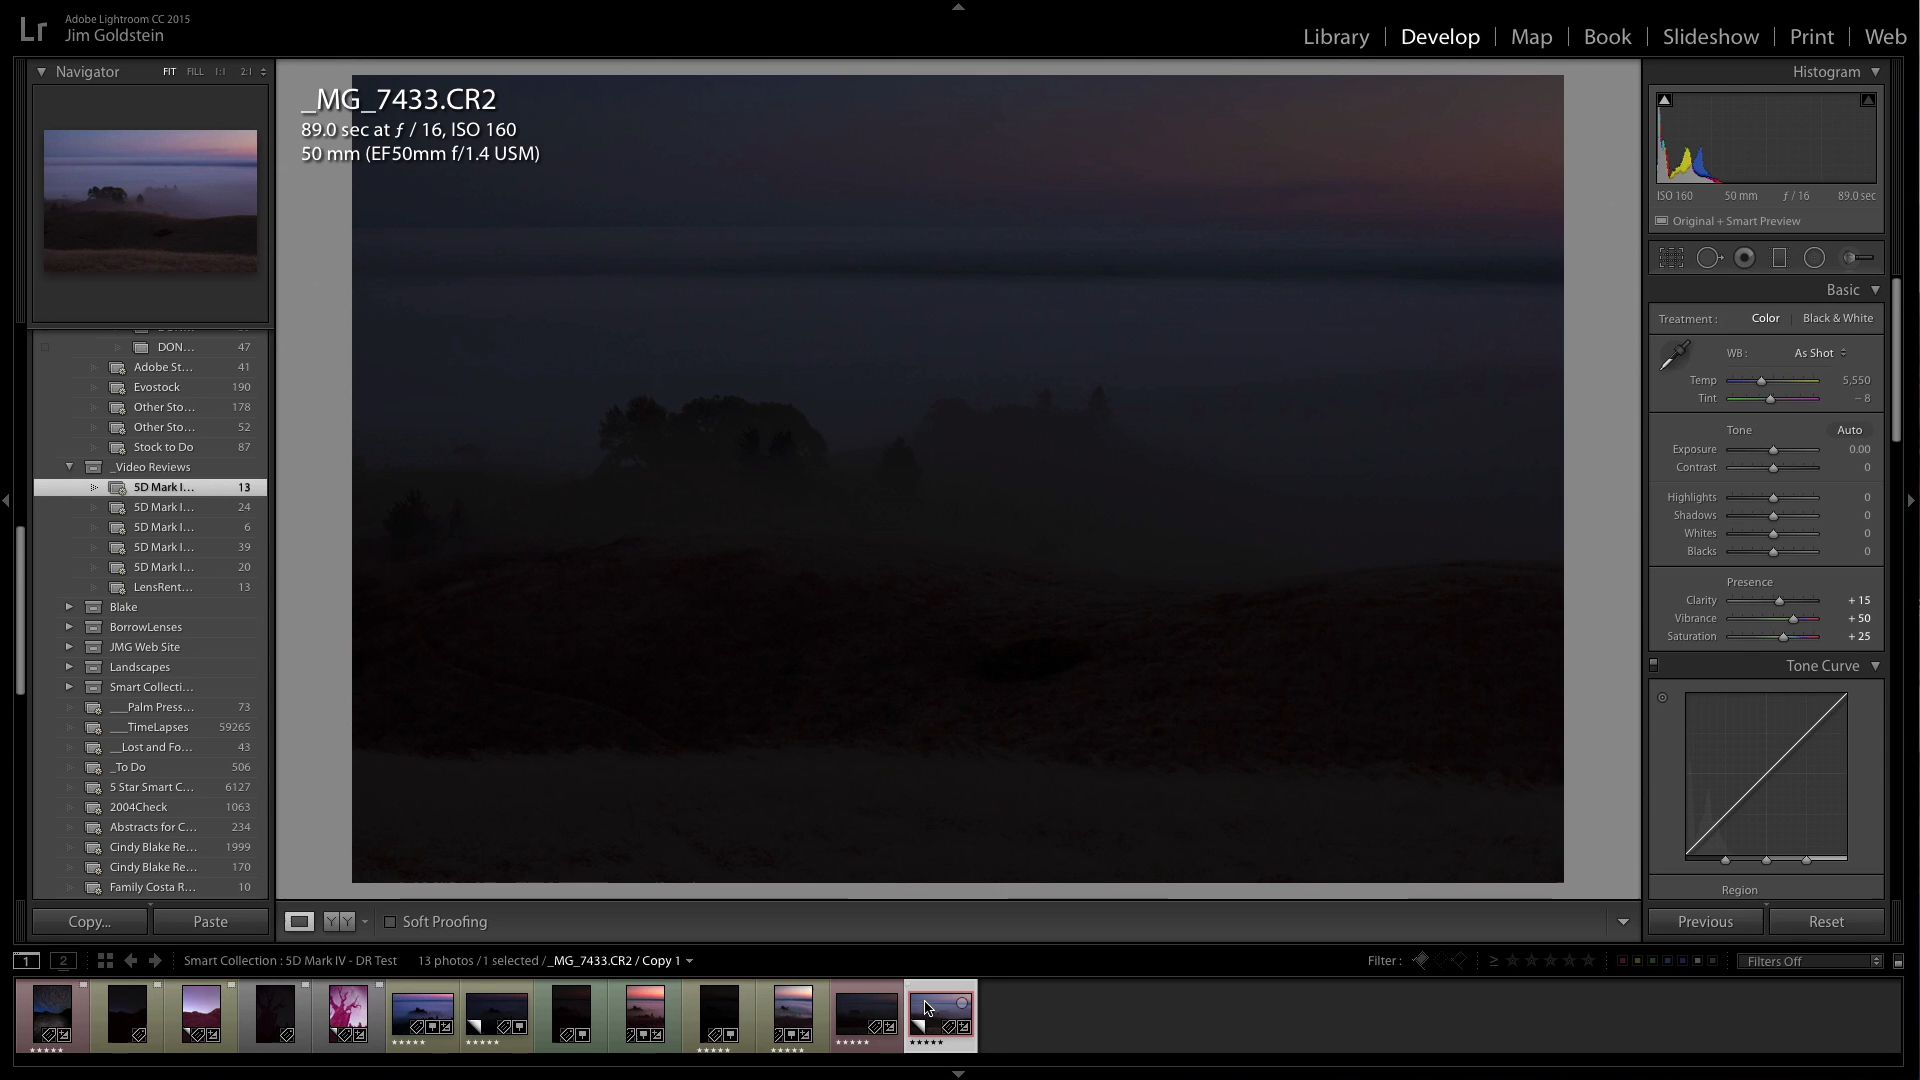 Lr
Adobe Lightroom CC 2015
Jim Goldstein
Library | Develop | Map | Book | Slideshow | Print | Web
Navigator FIT FILL 1:1 2:1
_MG_7433.CR2
89.0 sec at ƒ / 16, ISO 160
50 mm (EF50mm f/1.4 USM)
DON... 47
Adobe St... 41
Evostock 190
Other Sto... 178
Other Sto... 52
Stock to Do 87
_Video Reviews
5D Mark I... 13
5D Mark I... 24
5D Mark I... 6
5D Mark I... 39
5D Mark I... 20
LensRent... 13
Blake
BorrowLenses
JMG Web Site
Landscapes
Smart Collecti...
___Palm Press... 73
___TimeLapses 59265
__Lost and Fo... 43
_To Do 506
5 Star Smart C... 6127
2004Check 1063
Abstracts for C... 234
Cindy Blake Re... 1999
Cindy Blake Re... 170
Family Costa R... 10
Copy... Paste
YY Soft Proofing
Histogram
ISO 160 50 mm ƒ / 16 89.0 sec
Original + Smart Preview
Basic
Treatment : Color | Black & White
WB : As Shot
Temp 5,550
Tint – 8
Tone Auto
Exposure 0.00
Contrast 0
Highlights 0
Shadows 0
Whites 0
Blacks 0
Presence
Clarity + 15
Vibrance + 50
Saturation + 25
Tone Curve
Region
Previous Reset
1 2 Smart Collection : 5D Mark IV - DR Test 13 photos / 1 selected / _MG_7433.CR2 / Copy 1 Filter : ≥ Filters Off